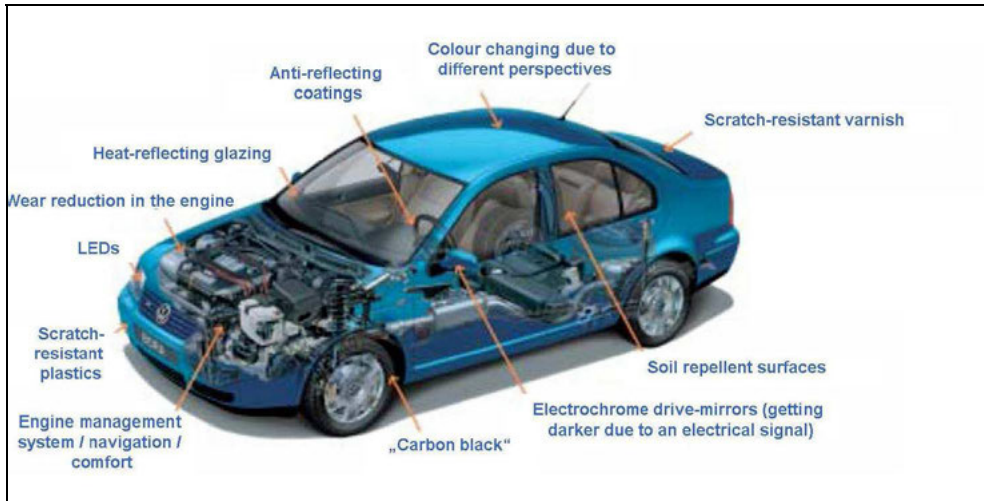 Colour changing due to
different perspectives
Anti-reflecting
coatings
Scratch-resistant varnish
Heat-reflecting glazing
Wear reduction in the engine
LEDs
Scratch-
resistant
plastics
Soil repellent surfaces
Engine management
system / navigation /
comfort
„Carbon black“
Electrochrome drive-mirrors (getting
darker due to an electrical signal)